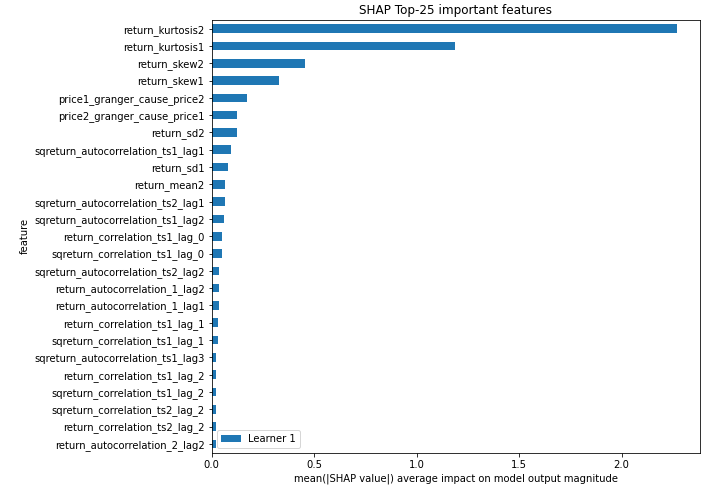 SHAP Top-25 important features
return_kurtosis2
return_kurtosis1
return_skew2
return_skew1
price1_granger_cause_price2
price2_granger_cause_price1
return_sd2
sqreturn_autocorrelation_ts1_lag1
return_sd1
return_mean2
sqreturn_autocorrelation_ts2_lag1
sqreturn_autocorrelation_ts1_lag2
return_correlation_ts1_lag_0
sqreturn_correlation_ts1_lag_0
sqreturn_autocorrelation_ts2_lag2
return_autocorrelation_1_lag2
return_autocorrelation_1_lag1
return_correlation_ts1_lag_1
sqreturn_correlation_ts1_lag_1
sqreturn_autocorrelation_ts1_lag3
return_correlation_ts1_lag_2
sqreturn_correlation_ts1_lag_2
sqreturn_correlation_ts2_lag_2
return_correlation_ts2_lag_2
return_autocorrelation_2_lag2
feature
Learner 1
0.0 0.5 1.0 1.5 2.0
mean(|SHAP value|) average impact on model output magnitude